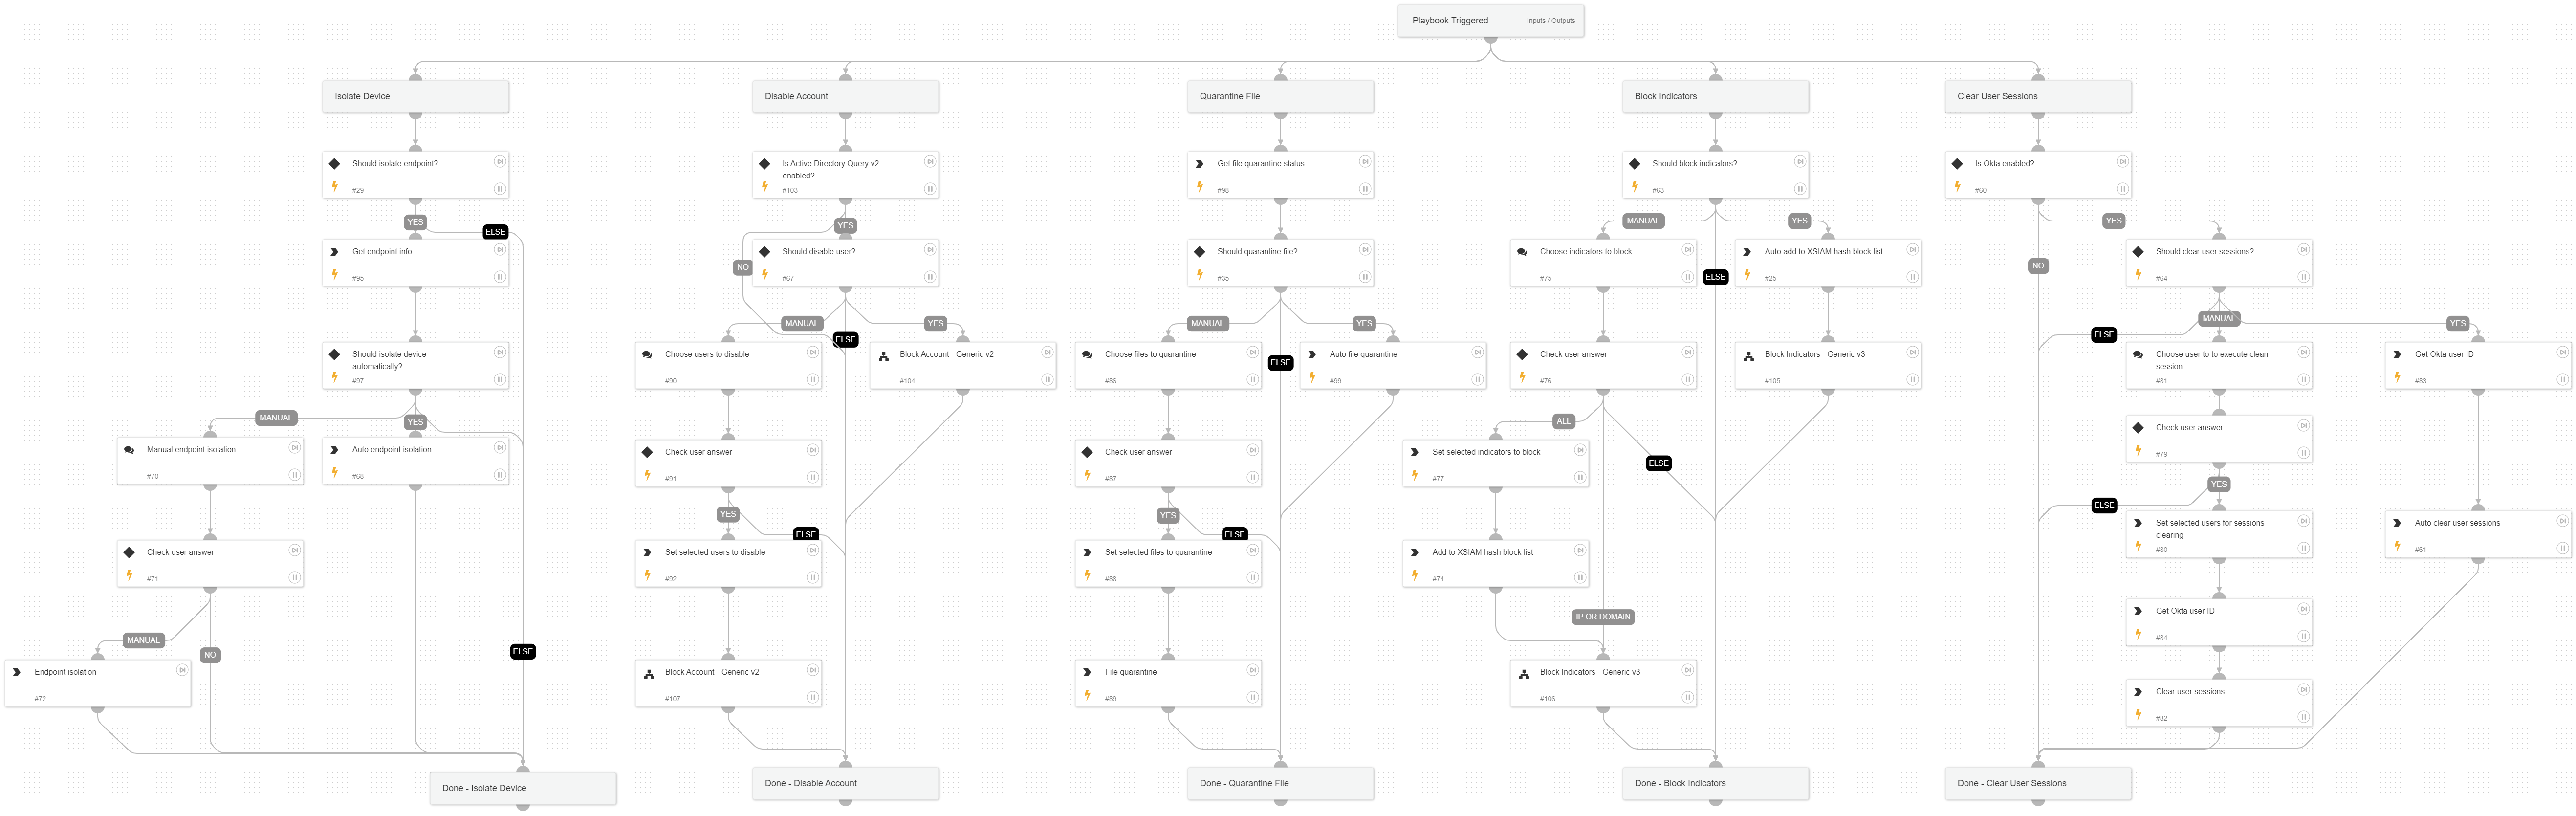 Playbook Triggered Inputs / Outputs
Isolate Device
Should isolate endpoint?
#29
YES
ELSE
Get endpoint info
#95
Should isolate device
automatically?
#97
MANUAL
YES
Manual endpoint isolation
#70
Auto endpoint isolation
#68
Check user answer
#71
MANUAL
NO
ELSE
Endpoint isolation
#72
Done - Isolate Device
Disable Account
Is Active Directory Query v2
enabled?
#103
YES
NO
Should disable user?
#67
MANUAL
ELSE
YES
Choose users to disable
#90
Block Account - Generic v2
#104
Check user answer
#91
YES
ELSE
Set selected users to disable
#92
Block Account - Generic v2
#107
Done - Disable Account
Quarantine File
Get file quarantine status
#98
Should quarantine file?
#35
MANUAL
YES
ELSE
Choose files to quarantine
#86
Auto file quarantine
#99
Check user answer
#87
YES
ELSE
Set selected files to quarantine
#88
File quarantine
#89
Done - Quarantine File
Block Indicators
Should block indicators?
#63
MANUAL
YES
ELSE
Choose indicators to block
#75
Auto add to XSIAM hash block list
#25
Check user answer
#76
Block Indicators - Generic v3
#105
ALL
ELSE
Set selected indicators to block
#77
Add to XSIAM hash block list
#74
IP OR DOMAIN
Block Indicators - Generic v3
#106
Done - Block Indicators
Clear User Sessions
Is Okta enabled?
#60
YES
NO
Should clear user sessions?
#64
MANUAL
ELSE
YES
Choose user to to execute clean
session
#81
Get Okta user ID
#83
Check user answer
#79
YES
ELSE
Set selected users for sessions
clearing
#80
Auto clear user sessions
#61
Get Okta user ID
#84
Clear user sessions
#82
Done - Clear User Sessions